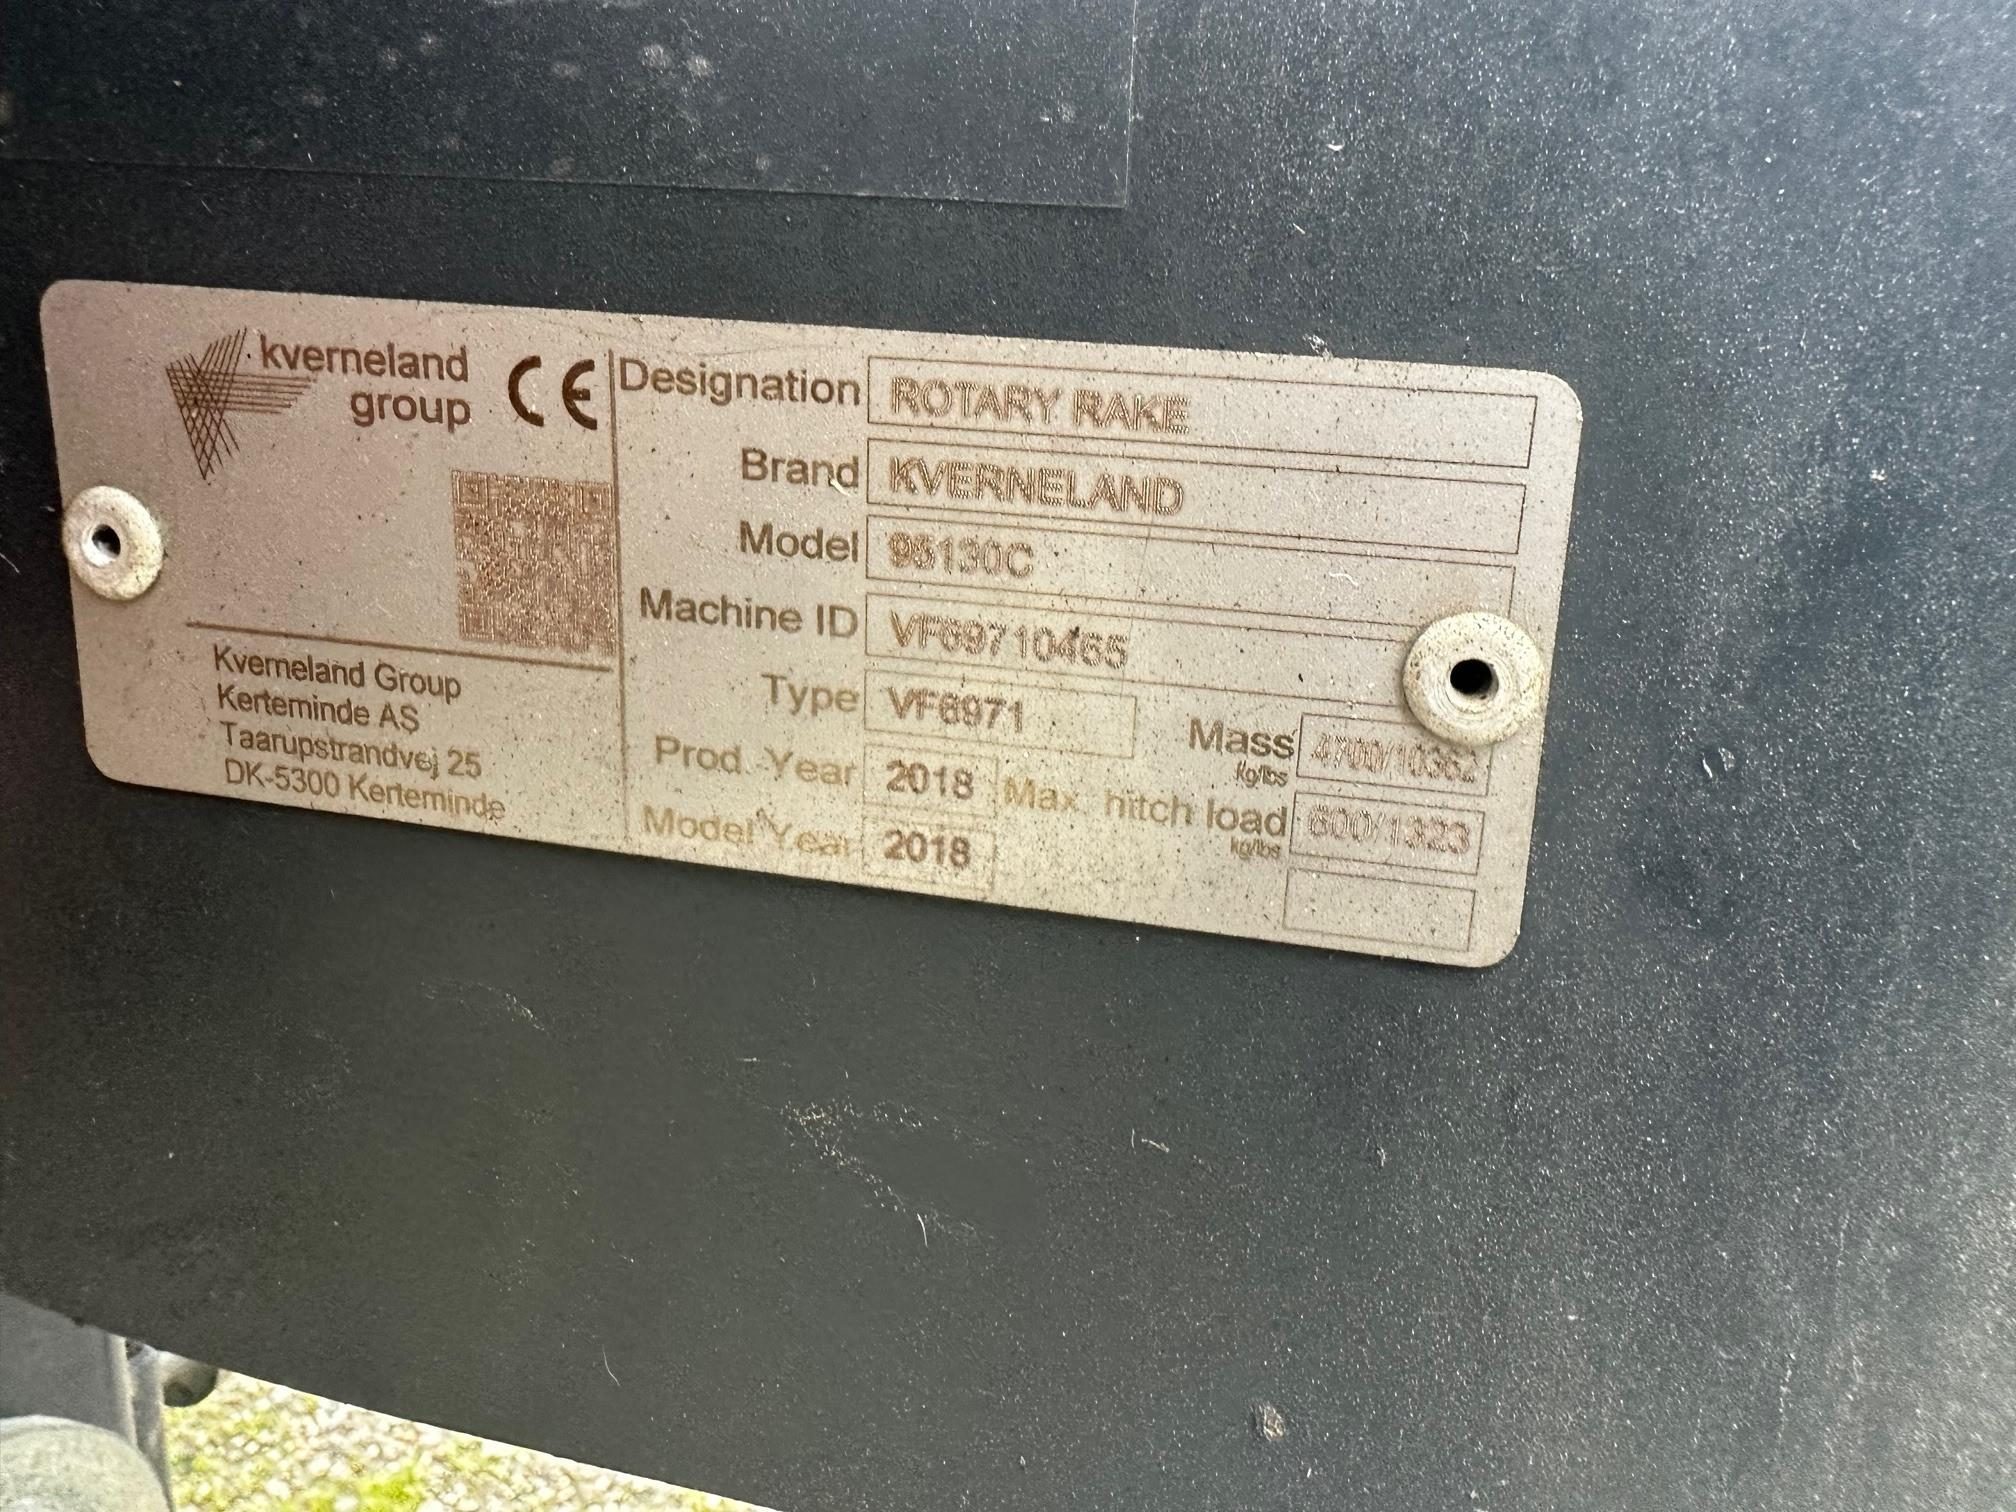 kverneland
group
CE
Kverneland Group
Kerteminde AS
Taarupstrandvej 25
DK-5300 Kerteminde
Designation ROTARY RAKE
Brand KVERNELAND
Model 95130C
Machine ID VF69710465
Type VF6971
Mass kg/lbs 4700/10362
Prod. Year 2018
Max. hitch load kg/lbs 600/1323
Model Year 2018